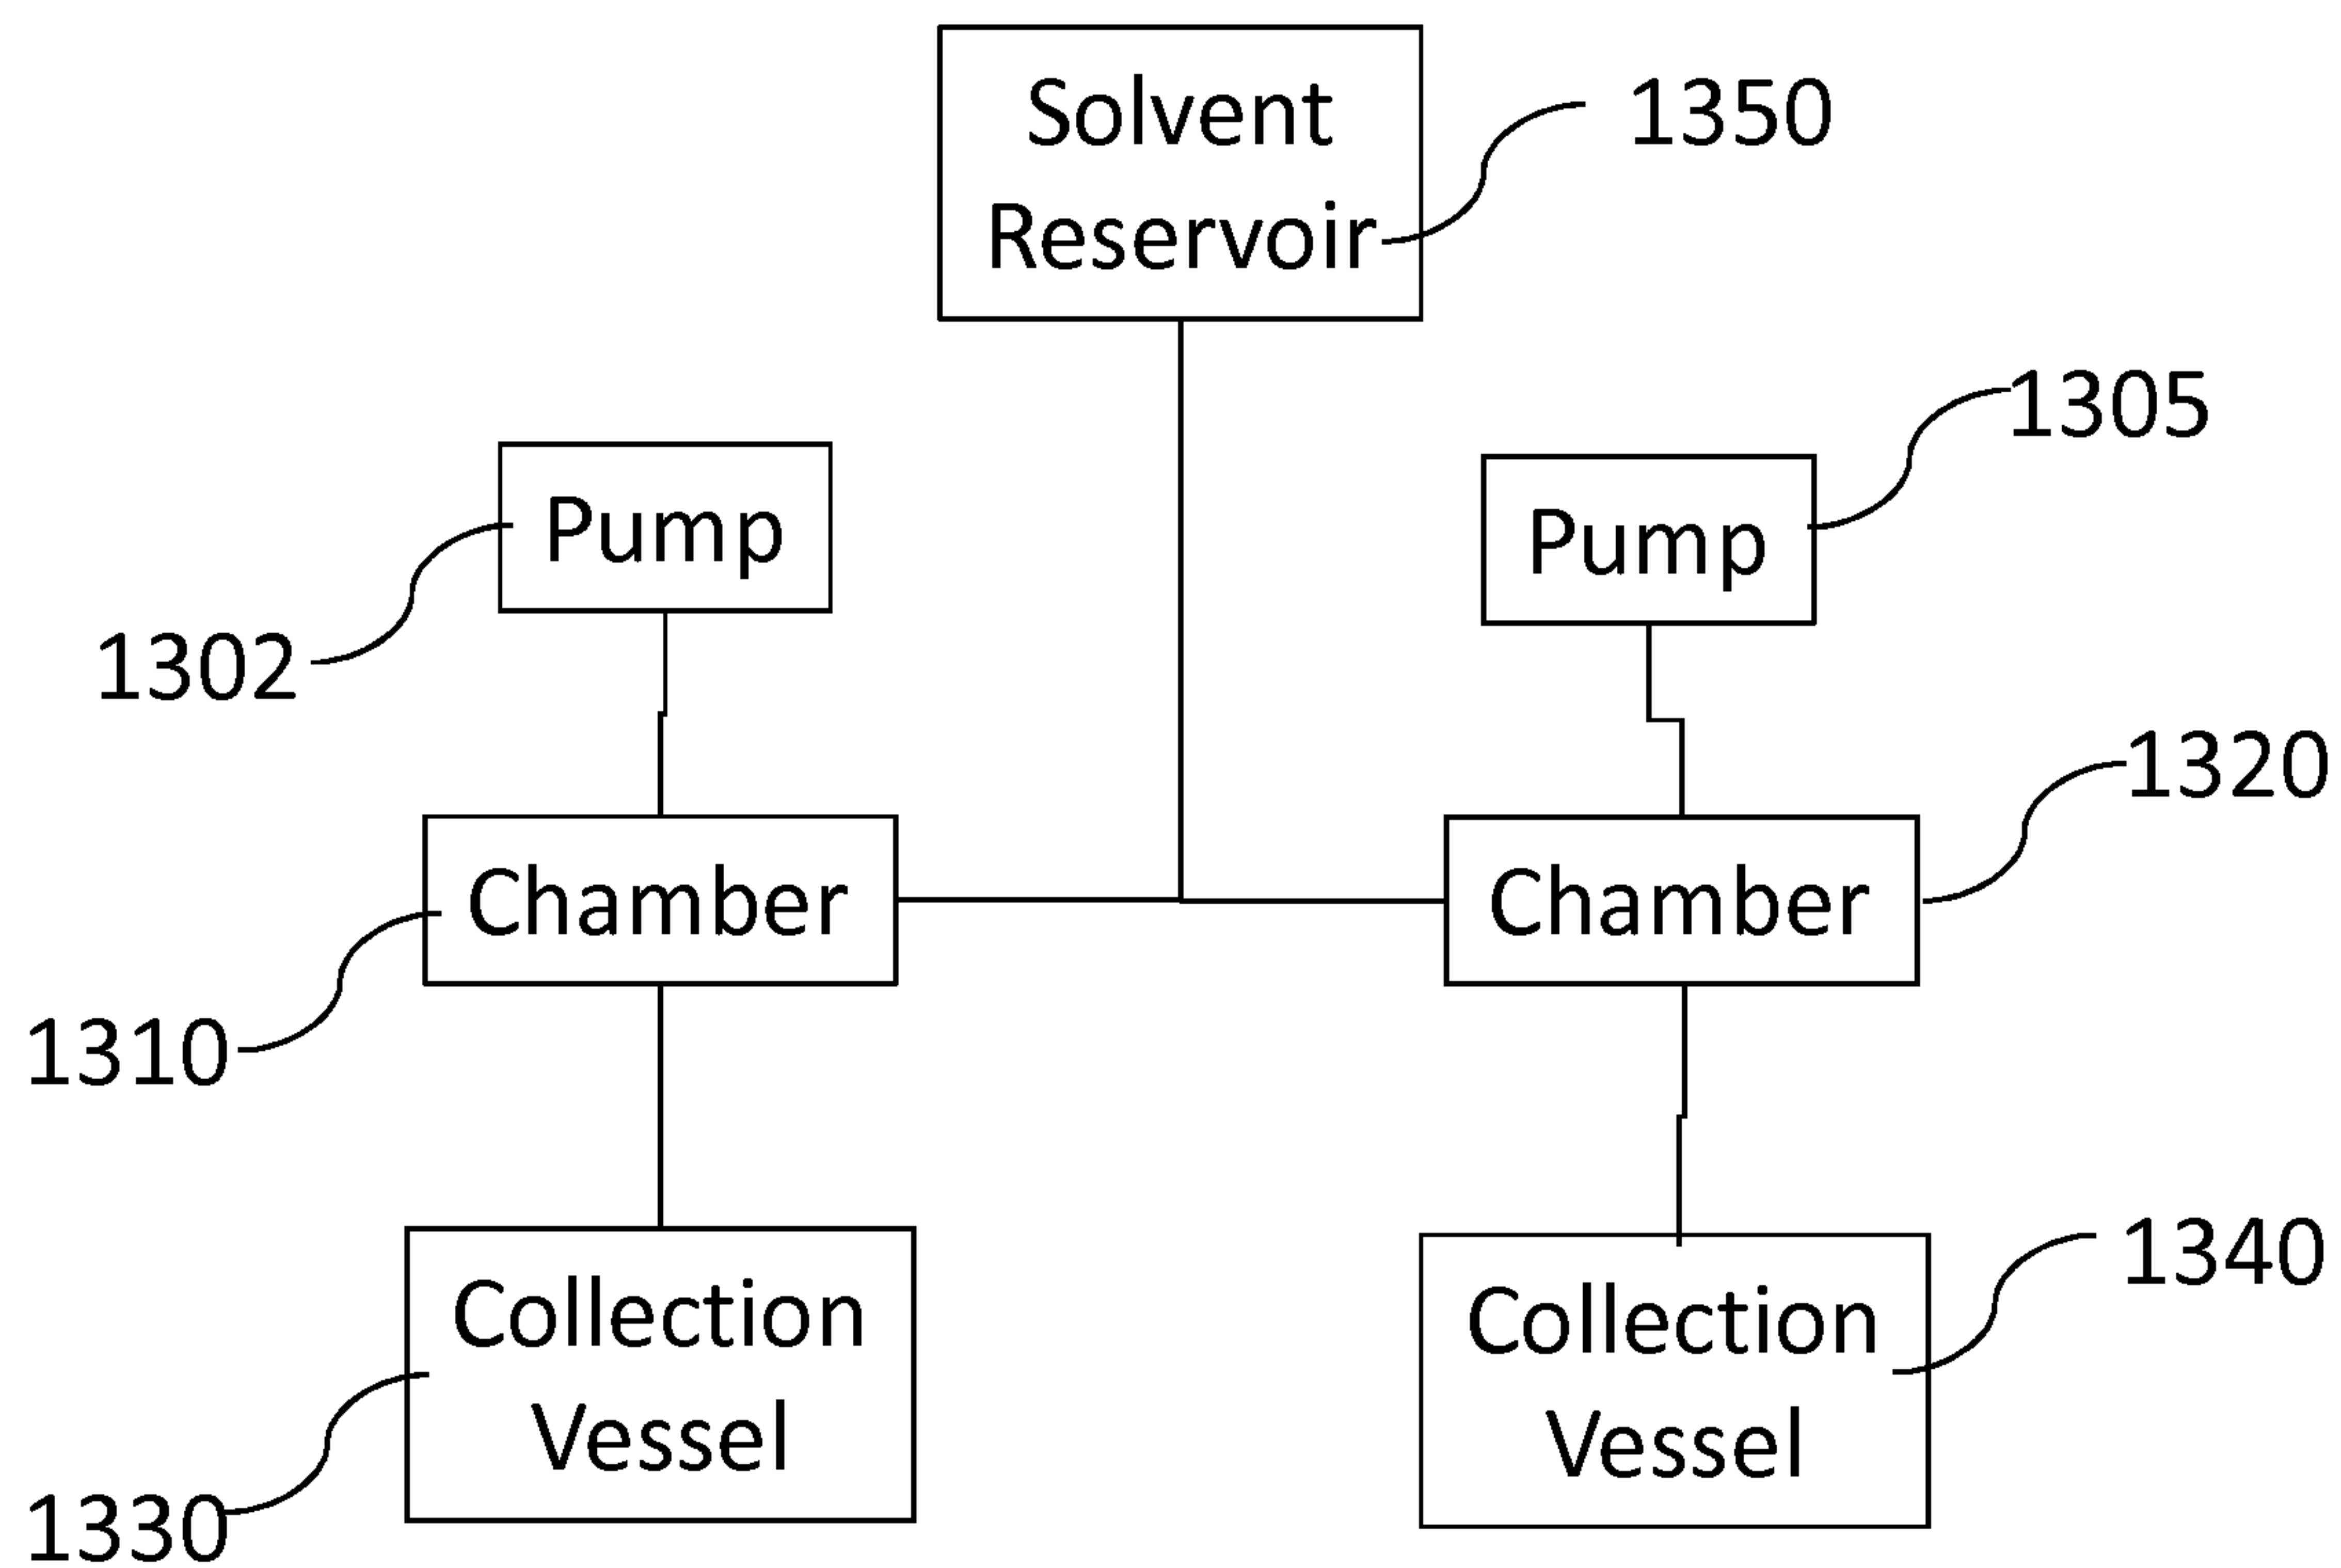 Solvent
Reservoir
1350
Pump
1302
Pump
1305
Chamber
1310
Chamber
1320
Collection
Vessel
1330
Collection
Vessel
1340